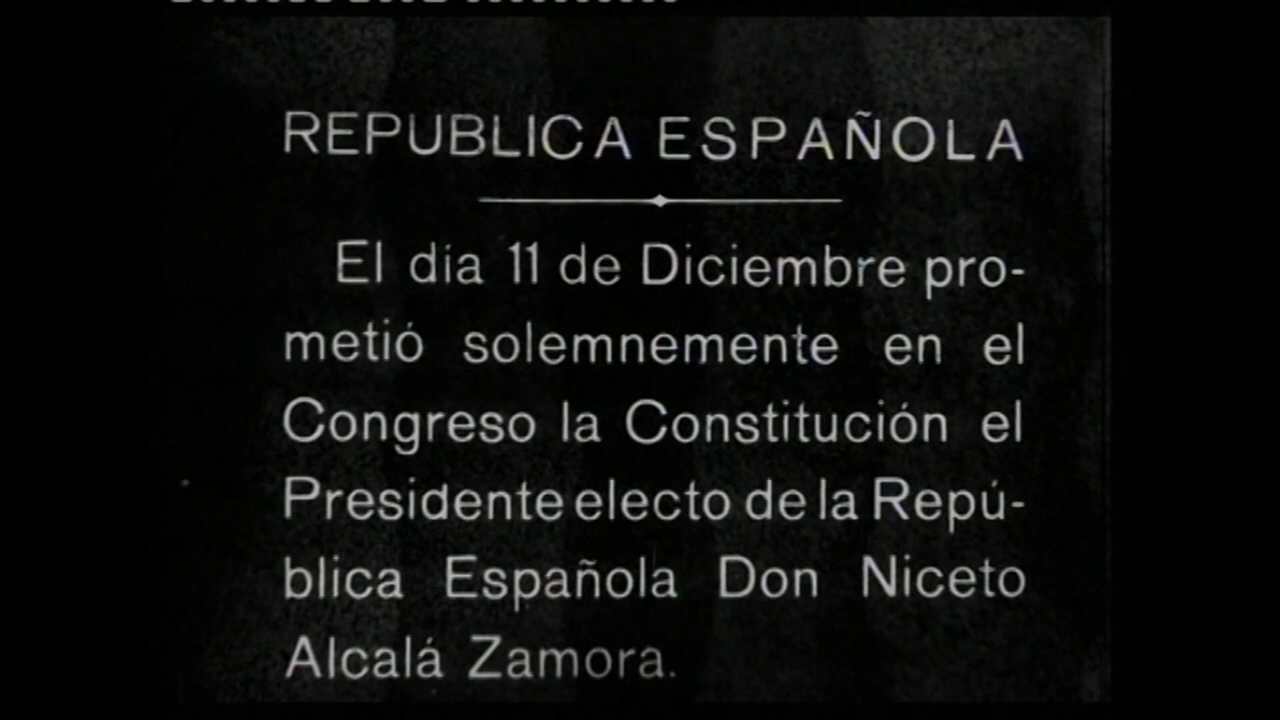 REPUBLICA ESPAÑOLA
El dia 11 de Diciembre pro-
metió solemnemente en el
Congreso la Constitución el
Presidente electo de la Repú-
blica Española Don Niceto
Alcalá Zamora.